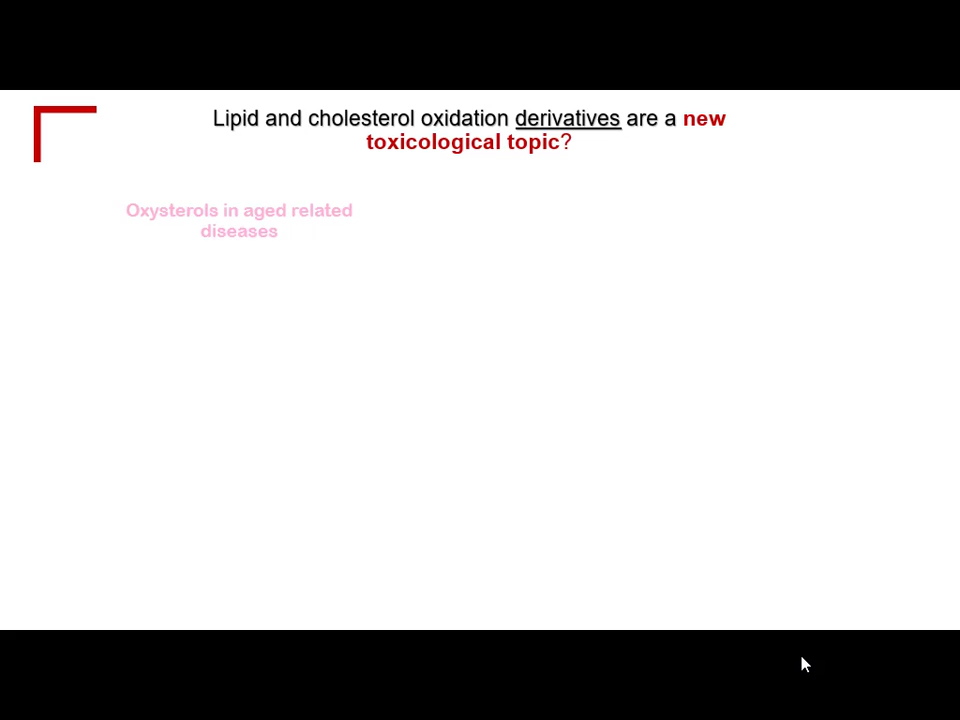 Lipid and cholesterol oxidation derivatives are a new
toxicological topic?
Oxysterols in aged related
diseases